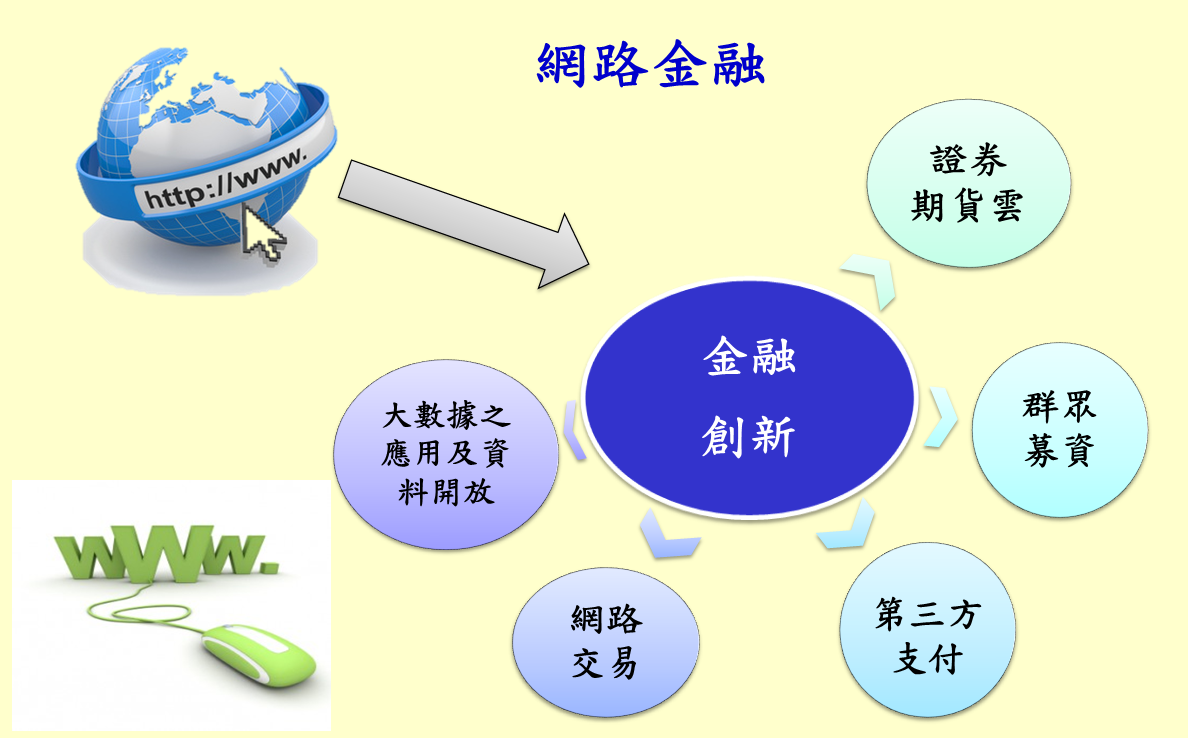 網路金融
http://www.
證券
期貨雲
金融
創新
群眾
募資
大數據之
應用及資
料開放
第三方
支付
網路
交易
www.